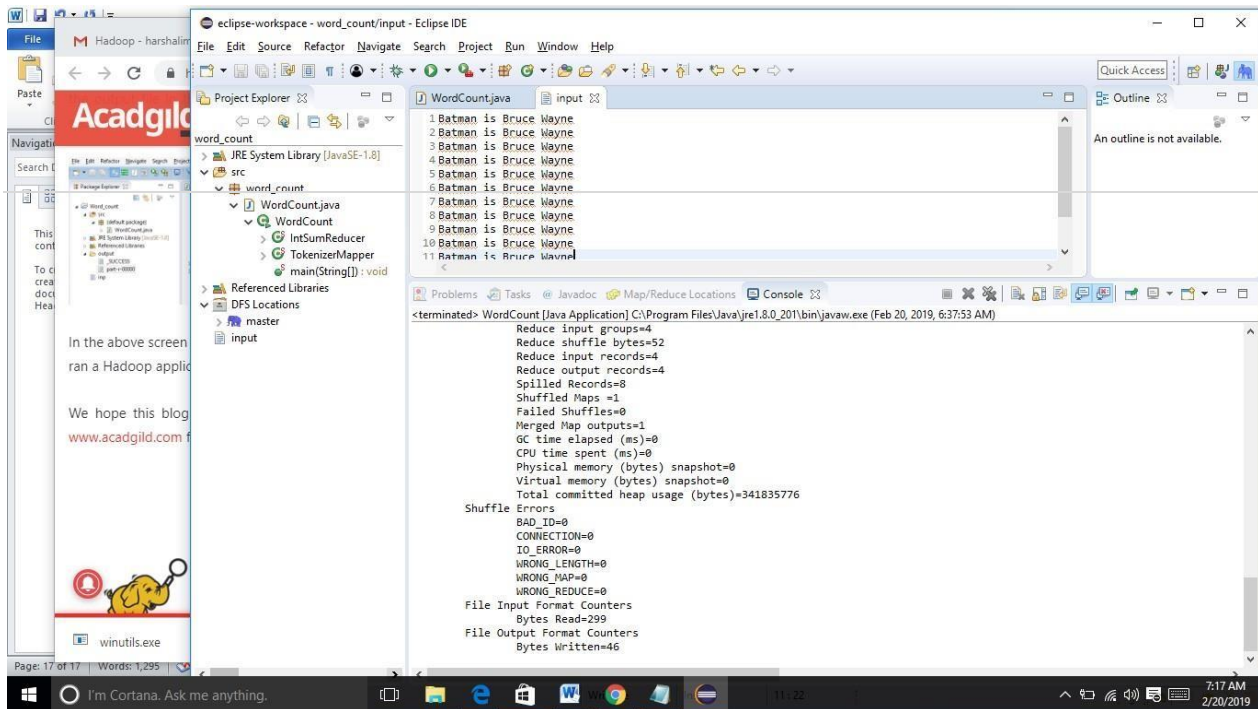 File
Paste
Navigati
Search D
This
cont
To c
crea
docu
Hea
Page: 17 of 17 Words: 1,295
Hadoop - harshalim
Acadgild
In the above screen
ran a Hadoop applic
We hope this blog
www.acadgild.com f
winutils.exe
eclipse-workspace - word_count/input - Eclipse IDE
File Edit Source Refactor Navigate Search Project Run Window Help
Quick Access
Project Explorer
word_count
JRE System Library [JavaSE-1.8]
src
word_count
WordCount.java
WordCount
IntSumReducer
TokenizerMapper
main(String[]) : void
Referenced Libraries
DFS Locations
master
input
WordCount.java input
1 Batman is Bruce Wayne
2 Batman is Bruce Wayne
3 Batman is Bruce Wayne
4 Batman is Bruce Wayne
5 Batman is Bruce Wayne
6 Batman is Bruce Wayne
7 Batman is Bruce Wayne
8 Batman is Bruce Wayne
9 Batman is Bruce Wayne
10 Batman is Bruce Wayne
11 Batman is Bruce Wayne
Outline
An outline is not available.
Problems Tasks Javadoc Map/Reduce Locations Console
<terminated> WordCount [Java Application] C:\Program Files\Java\jre1.8.0_201\bin\javaw.exe (Feb 20, 2019, 6:37:53 AM)
Reduce input groups=4
Reduce shuffle bytes=52
Reduce input records=4
Reduce output records=4
Spilled Records=8
Shuffled Maps =1
Failed Shuffles=0
Merged Map outputs=1
GC time elapsed (ms)=0
CPU time spent (ms)=0
Physical memory (bytes) snapshot=0
Virtual memory (bytes) snapshot=0
Total committed heap usage (bytes)=341835776
Shuffle Errors
BAD_ID=0
CONNECTION=0
IO_ERROR=0
WRONG_LENGTH=0
WRONG_MAP=0
WRONG_REDUCE=0
File Input Format Counters
Bytes Read=299
File Output Format Counters
Bytes Written=46
I'm Cortana. Ask me anything.
11 : 22
7:17 AM
2/20/2019